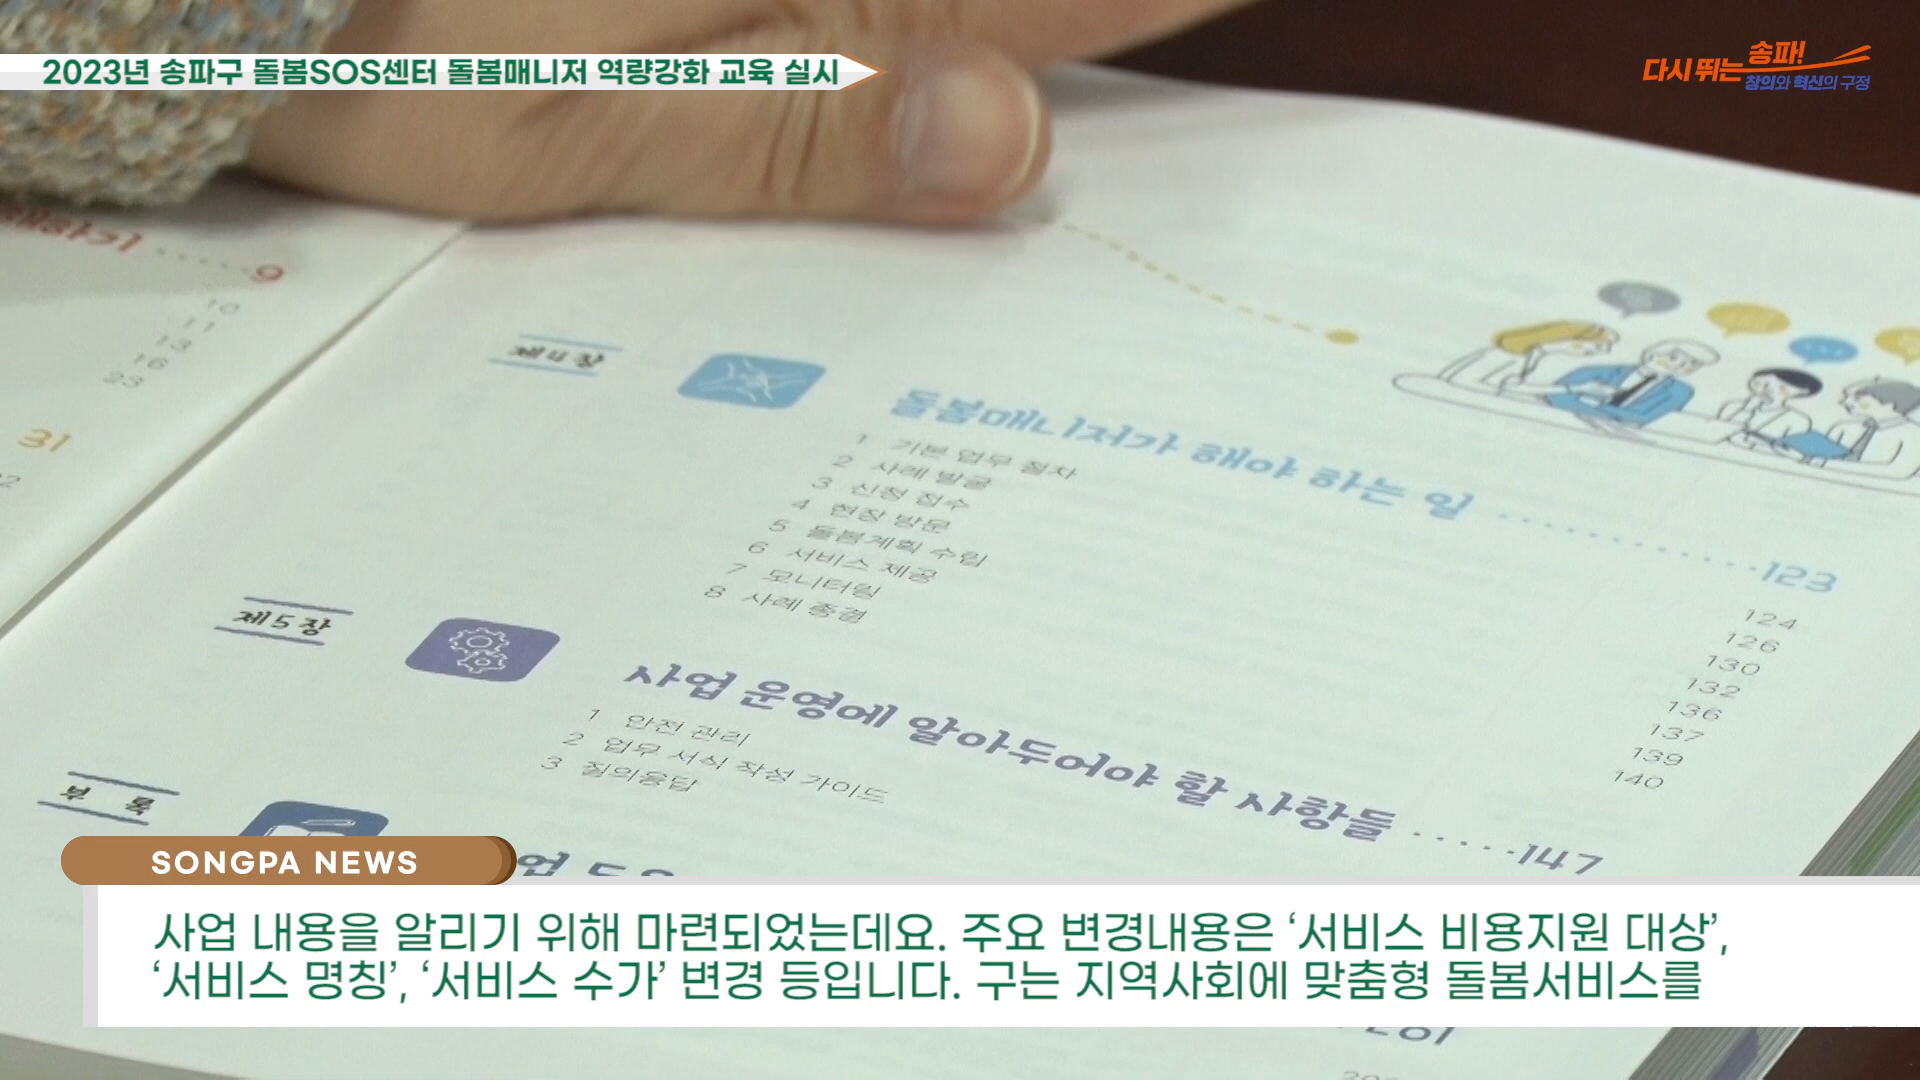 2023년 송파구 돌봄SOS센터 돌봄매니저 역량강화 교육 실시
다시 뛰는 송파!
창의와 혁신의 구정
9
10
11
13
16
23
31
제4장
돌봄매니저가 해야 하는 일 ·············123
1 기본 업무 절차 124
2 사례 발굴 126
3 신청 접수 130
4 현장 방문 132
5 돌봄계획 수립 136
6 서비스 제공 137
7 모니터링 139
8 사례 종결 140
제5장
사업 운영에 알아두어야 할 사항들 ······147
1 안전 관리
2 업무 서식 작성 가이드
3 질의응답
부 록
SONGPA NEWS
사업 내용을 알리기 위해 마련되었는데요. 주요 변경내용은 ‘서비스 비용지원 대상’,
‘서비스 명칭’, ‘서비스 수가’ 변경 등입니다. 구는 지역사회에 맞춤형 돌봄서비스를